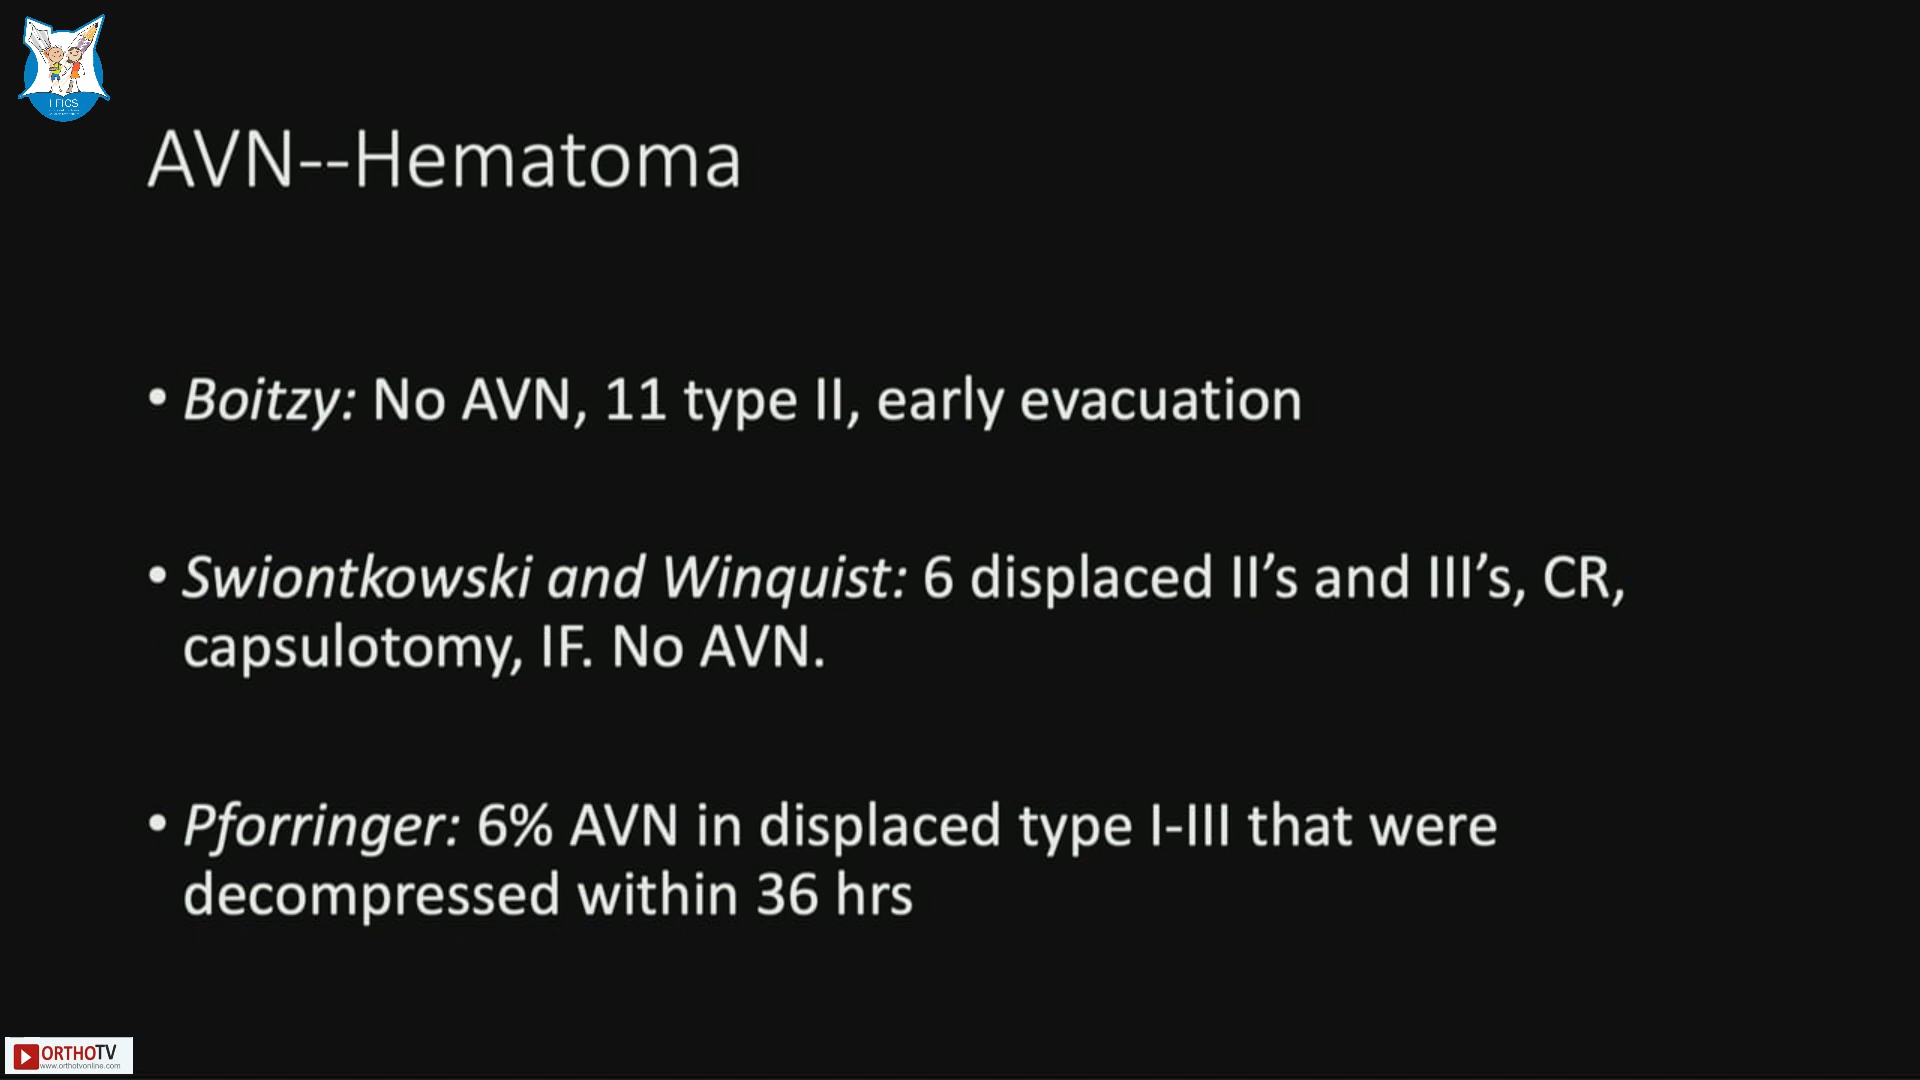 I FICS
AVN--Hematoma
• Boitzy: No AVN, 11 type II, early evacuation
• Swiontkowski and Winquist: 6 displaced II’s and III’s, CR,
capsulotomy, IF. No AVN.
• Pforringer: 6% AVN in displaced type I-III that were
decompressed within 36 hrs
ORTHOTV
www.orthotvonline.com